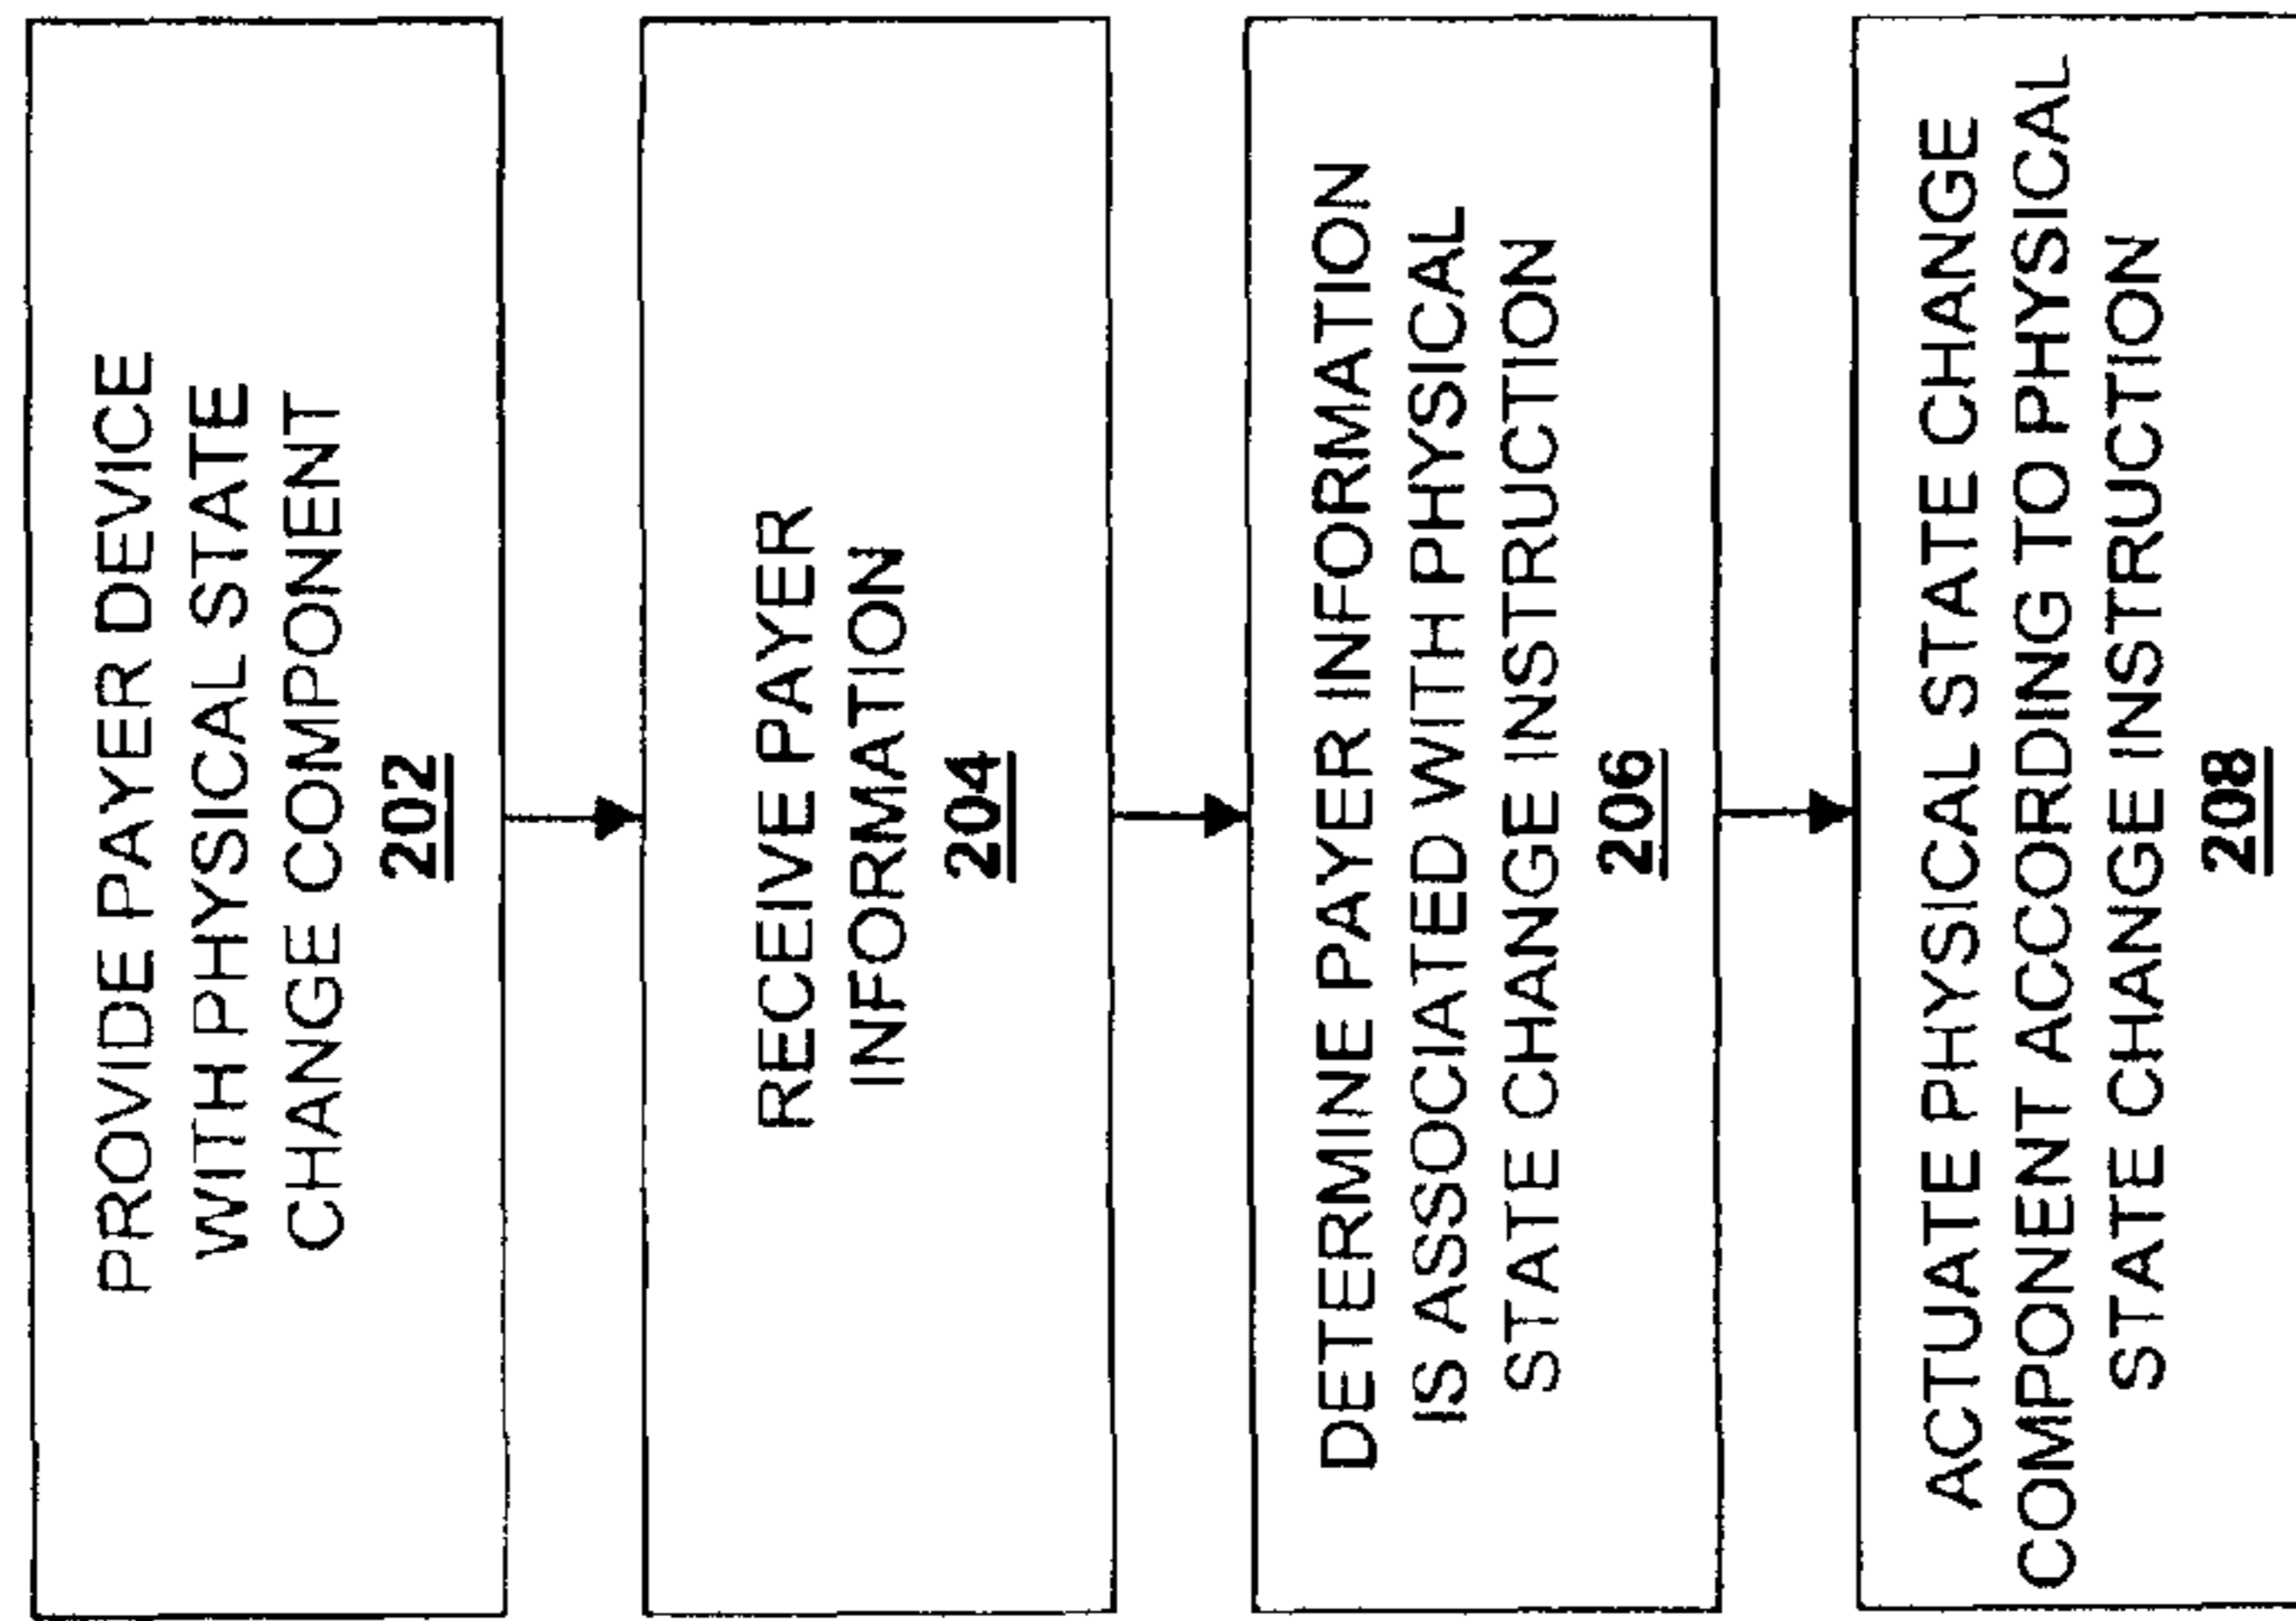 PROVIDE PAYER DEVICE
WITH PHYSICAL STATE
CHANGE COMPONENT
202
RECEIVE PAYER
INFORMATION
204
DETERMINE PAYER INFORMATION
IS ASSOCIATED WITH PHYSICAL
STATE CHANGE INSTRUCTION
206
ACTUATE PHYSICAL STATE CHANGE
COMPONENT ACCORDING TO PHYSICAL
STATE CHANGE INSTRUCTION
208